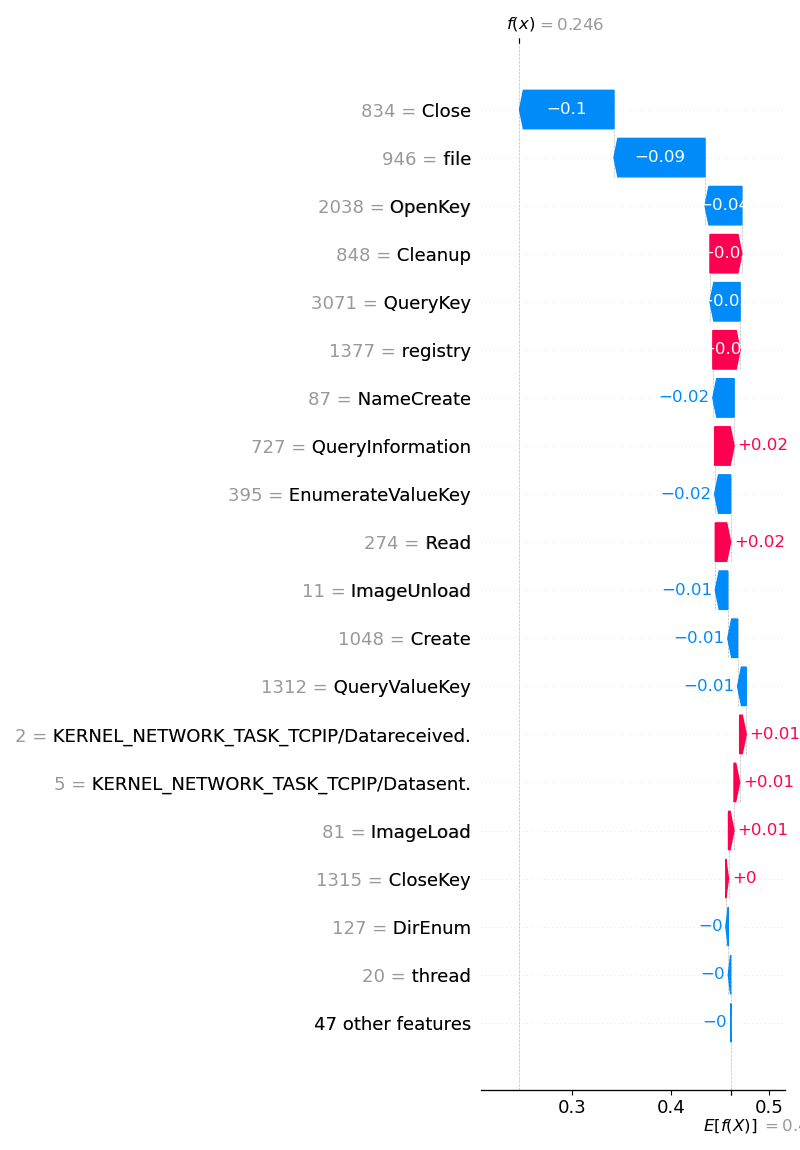 f(x) = 0.246
834 = Close
−0.1
946 = file
−0.09
2038 = OpenKey
−0.04
848 = Cleanup
3071 = QueryKey
1377 = registry
87 = NameCreate
−0.02
727 = QueryInformation
+0.02
395 = EnumerateValueKey
−0.02
274 = Read
+0.02
11 = ImageUnload
−0.01
1048 = Create
−0.01
1312 = QueryValueKey
−0.01
2 = KERNEL_NETWORK_TASK_TCPIP/Datareceived.
+0.01
5 = KERNEL_NETWORK_TASK_TCPIP/Datasent.
+0.01
81 = ImageLoad
+0.01
1315 = CloseKey
+0
127 = DirEnum
−0
20 = thread
−0
47 other features
−0
0.3 0.4 0.5
E[f(X)] = 0.4